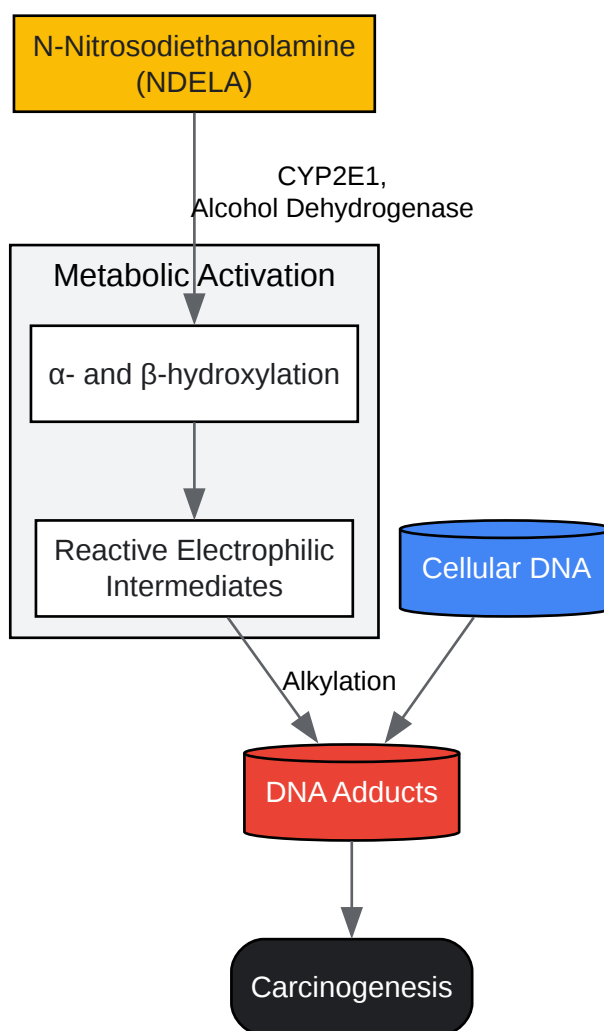 N-Nitrosodiethanolamine
(NDELA)
CYP2E1,
Alcohol Dehydrogenase
Metabolic Activation
α- and β-hydroxylation
Reactive Electrophilic
Intermediates
Cellular DNA
Alkylation
DNA Adducts
Carcinogenesis